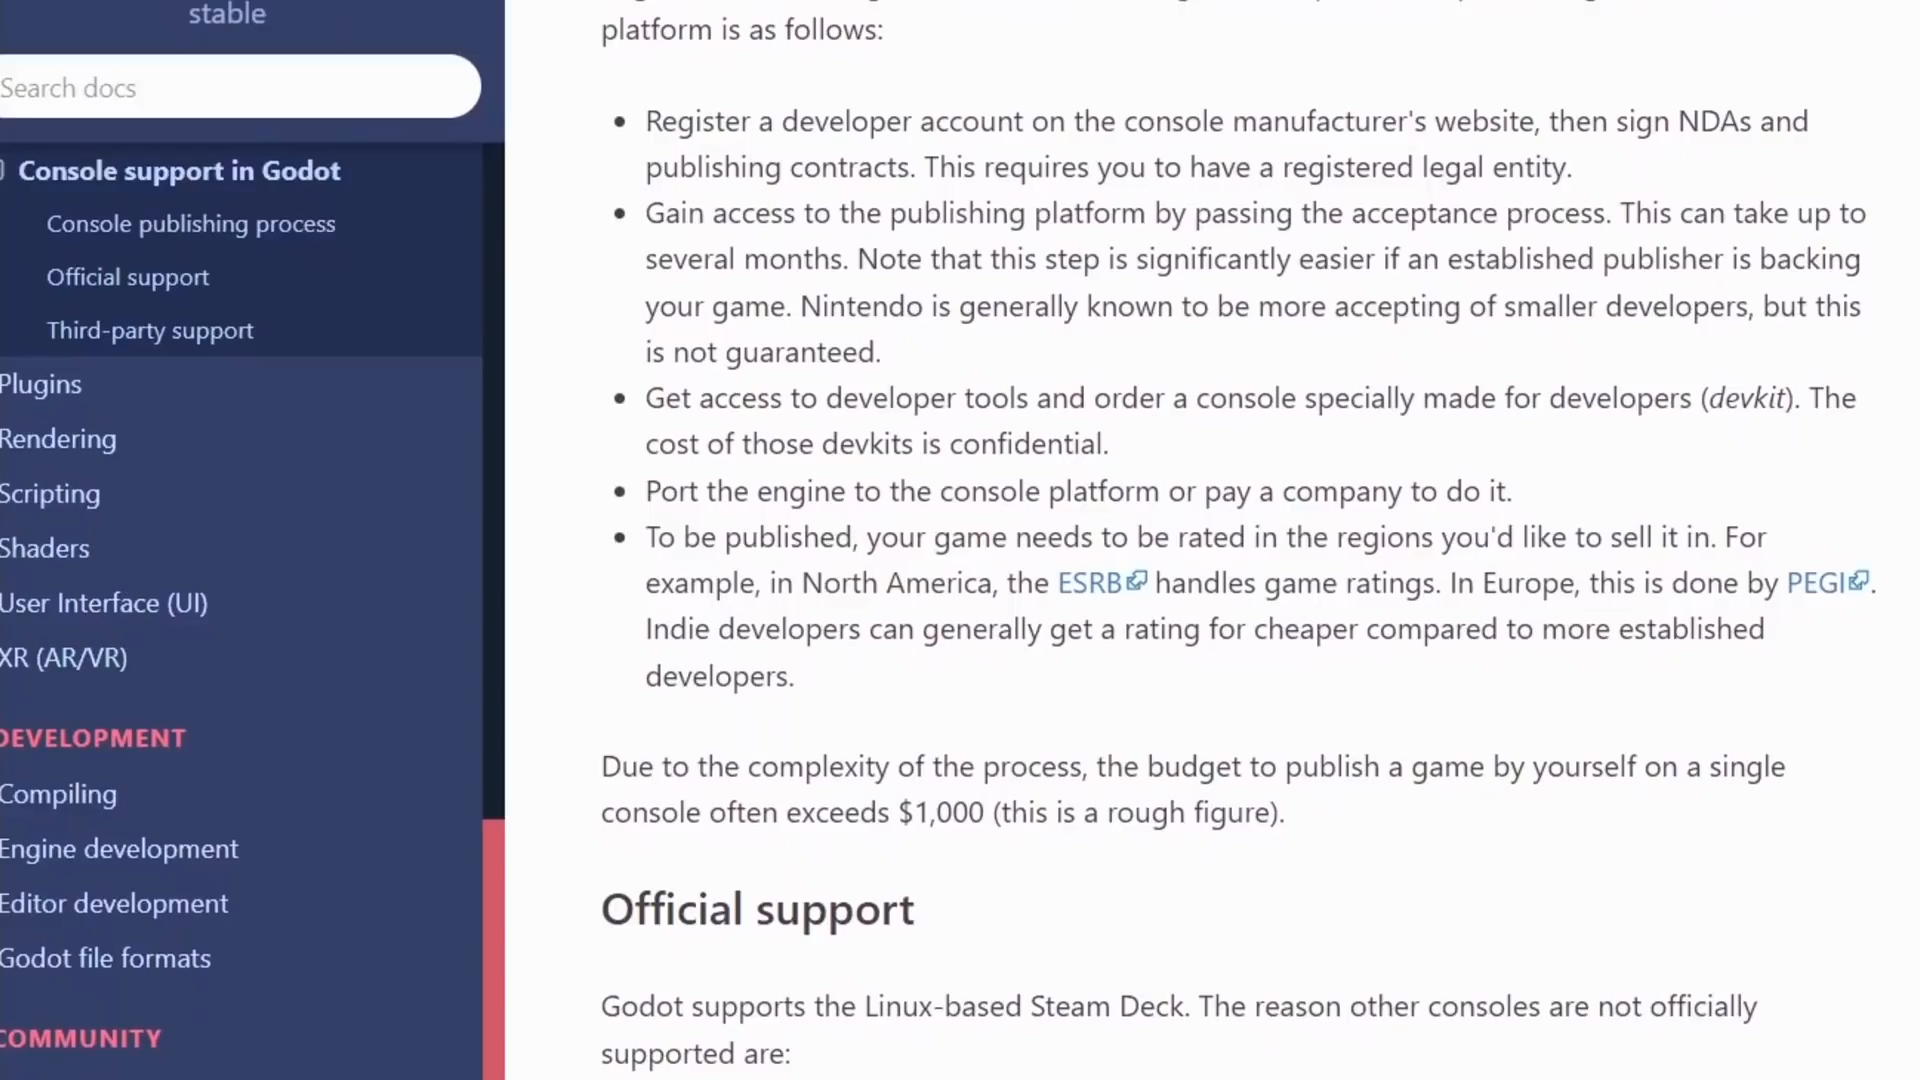 stable
Search docs
Console support in Godot
Console publishing process
Official support
Third-party support
Plugins
Rendering
Scripting
Shaders
User Interface (UI)
XR (AR/VR)
DEVELOPMENT
Compiling
Engine development
Editor development
Godot file formats
COMMUNITY
platform is as follows:
• Register a developer account on the console manufacturer's website, then sign NDAs and
publishing contracts. This requires you to have a registered legal entity.
• Gain access to the publishing platform by passing the acceptance process. This can take up to
several months. Note that this step is significantly easier if an established publisher is backing
your game. Nintendo is generally known to be more accepting of smaller developers, but this
is not guaranteed.
• Get access to developer tools and order a console specially made for developers (devkit). The
cost of those devkits is confidential.
• Port the engine to the console platform or pay a company to do it.
• To be published, your game needs to be rated in the regions you'd like to sell it in. For
example, in North America, the ESRB handles game ratings. In Europe, this is done by PEGI.
Indie developers can generally get a rating for cheaper compared to more established
developers.
Due to the complexity of the process, the budget to publish a game by yourself on a single
console often exceeds $1,000 (this is a rough figure).
Official support
Godot supports the Linux-based Steam Deck. The reason other consoles are not officially
supported are: